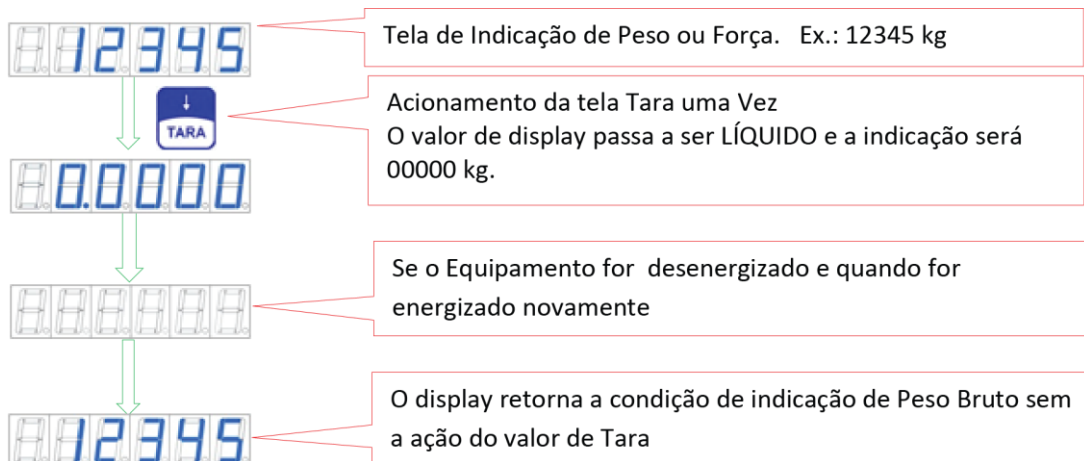 12345
Tela de Indicação de Peso ou Força. Ex.: 12345 kg
TARA
Acionamento da tela Tara uma Vez
O valor de display passa a ser LÍQUIDO e a indicação será
00000 kg.
0.0000
Se o Equipamento for desenergizado e quando for
energizado novamente
12345
O display retorna a condição de indicação de Peso Bruto sem
a ação do valor de Tara